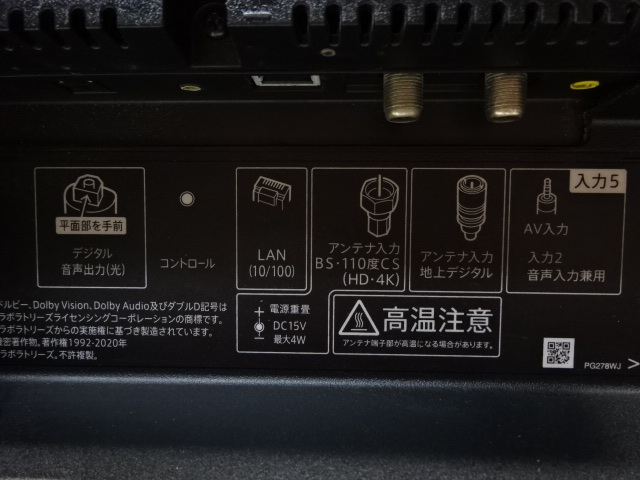 平面部を手前
デジタル
音声出力(光)
コントロール
LAN
(10/100)
アンテナ入力
BS・110度CS
(HD・4K)
アンテナ入力
地上デジタル
入力5
AV入力
入力2
音声入力兼用
ドルビー、Dolby Vision、Dolby Audio及びダブルD記号は
ラボラトリーズライセンシングコーポレーションの商標です。
ラボラトリーズからの実施権に基づき製造されています。
密著作物。著作権1992-2020年
ラボラトリーズ。不許複製。
電源重畳
DC15V
最大4W
高温注意
アンテナ端子部が高温になる場合があります。
PG278WJ